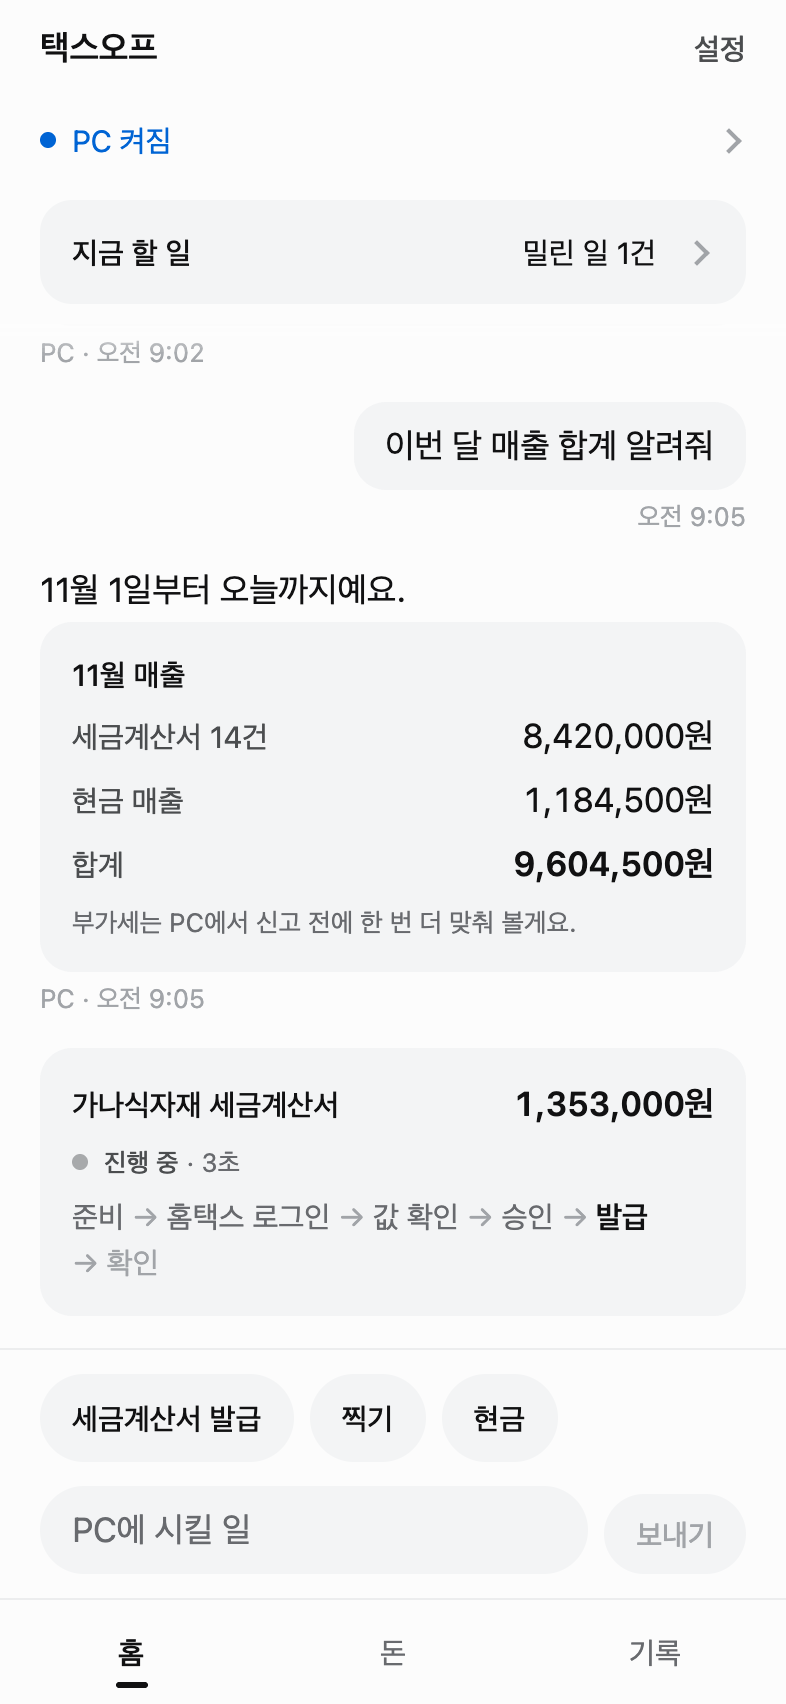 택스오프 설정
PC 켜짐
지금 할 일 밀린 일 1건
PC · 오전 9:02
이번 달 매출 합계 알려줘
오전 9:05
11월 1일부터 오늘까지예요.
11월 매출
세금계산서 14건 8,420,000원
현금 매출 1,184,500원
합계 9,604,500원
부가세는 PC에서 신고 전에 한 번 더 맞춰 볼게요.
PC · 오전 9:05
가나식자재 세금계산서 1,353,000원
진행 중 · 3초
준비 → 홈택스 로그인 → 값 확인 → 승인 → 발급
→ 확인
세금계산서 발급 찍기 현금
PC에 시킬 일 보내기
홈 돈 기록